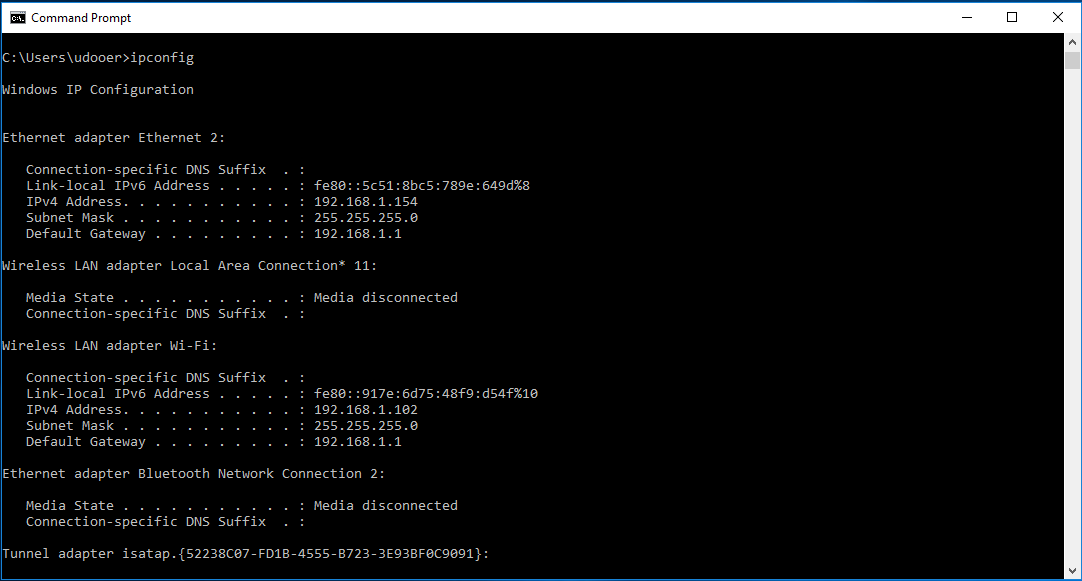 Command Prompt
C:\Users\udooer>ipconfig
Windows IP Configuration
Ethernet adapter Ethernet 2:
Connection-specific DNS Suffix  . :
Link-local IPv6 Address . . . . . : fe80::5c51:8bc5:789e:649d%8
IPv4 Address. . . . . . . . . . . : 192.168.1.154
Subnet Mask . . . . . . . . . . . : 255.255.255.0
Default Gateway . . . . . . . . . : 192.168.1.1
Wireless LAN adapter Local Area Connection* 11:
Media State . . . . . . . . . . . : Media disconnected
Connection-specific DNS Suffix  . :
Wireless LAN adapter Wi-Fi:
Connection-specific DNS Suffix  . :
Link-local IPv6 Address . . . . . : fe80::917e:6d75:48f9:d54f%10
IPv4 Address. . . . . . . . . . . : 192.168.1.102
Subnet Mask . . . . . . . . . . . : 255.255.255.0
Default Gateway . . . . . . . . . : 192.168.1.1
Ethernet adapter Bluetooth Network Connection 2:
Media State . . . . . . . . . . . : Media disconnected
Connection-specific DNS Suffix  . :
Tunnel adapter isatap.{52238C07-FD1B-4555-B723-3E93BF0C9091}: